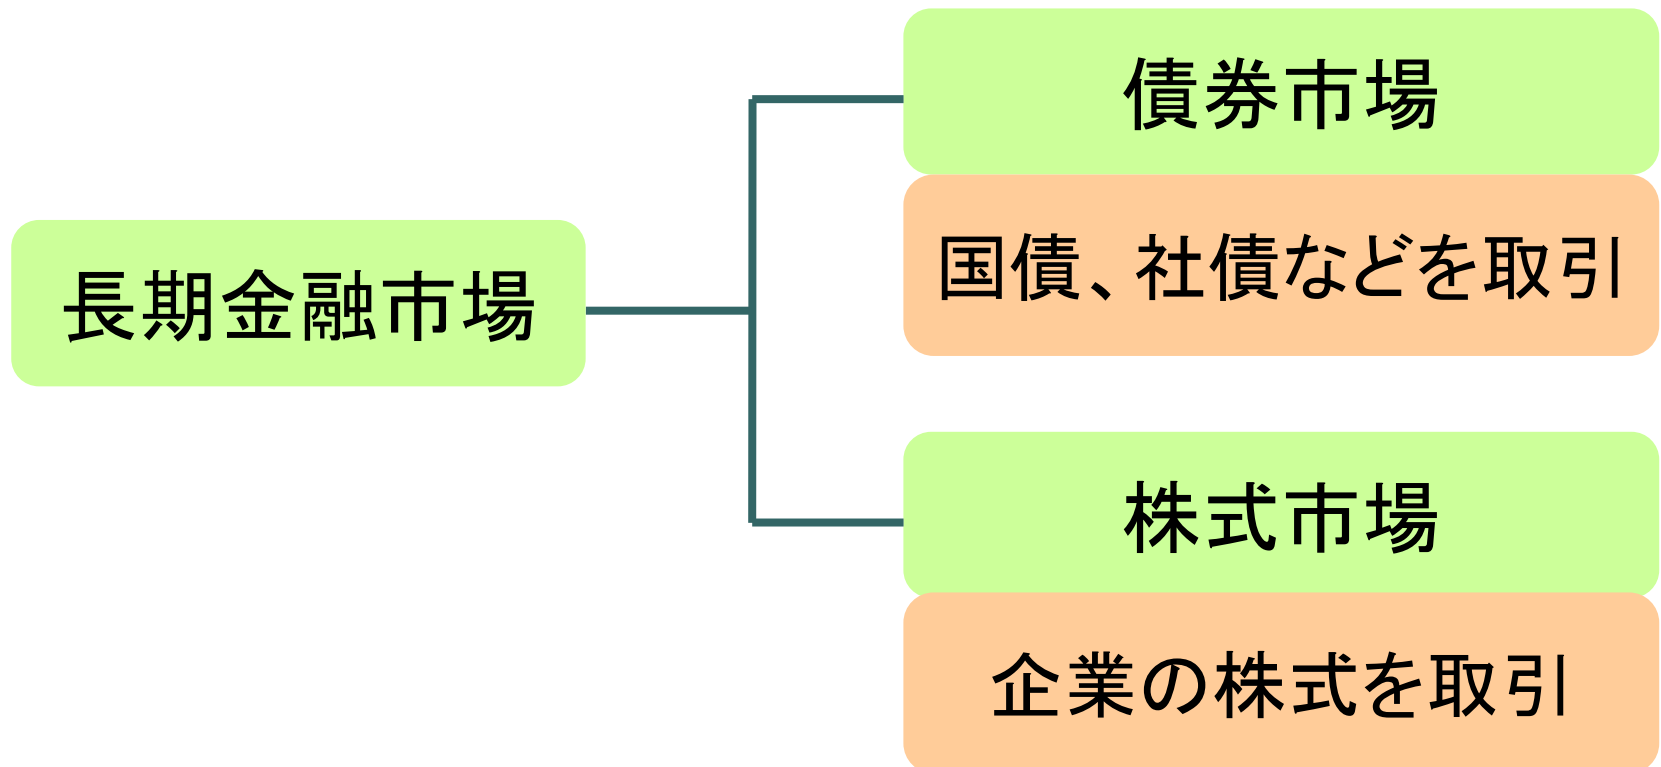 長期金融市場
債券市場
国債、社債などを取引
株式市場
企業の株式を取引